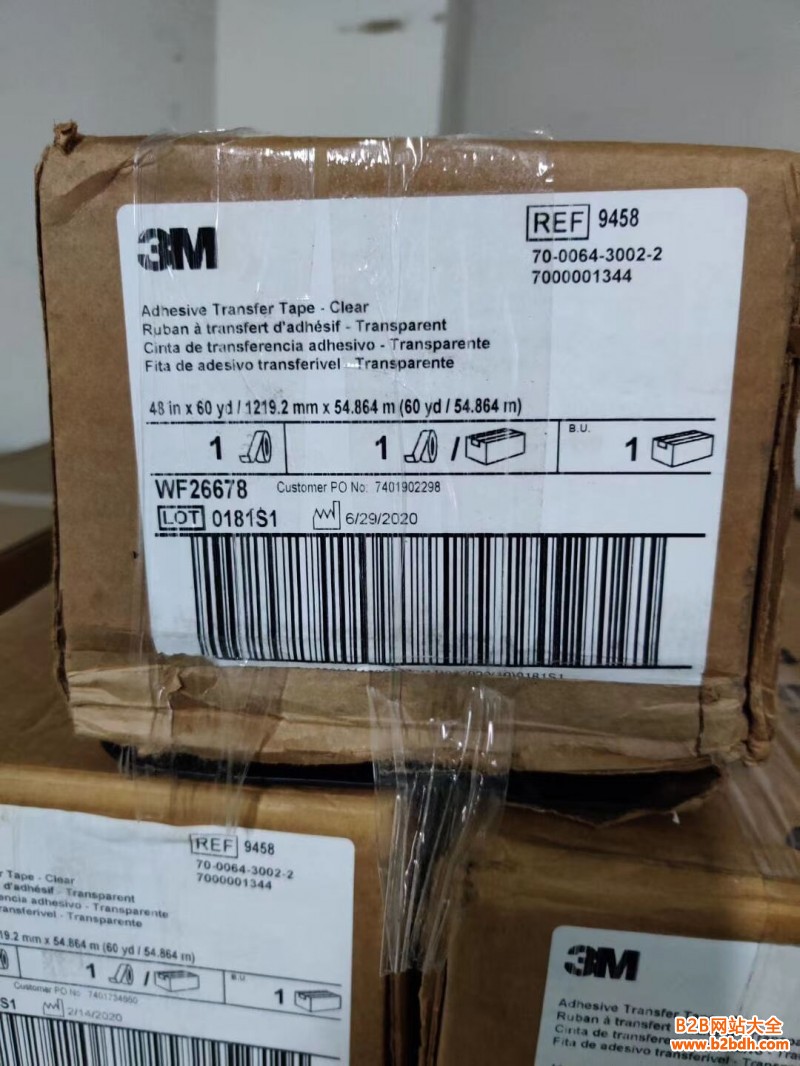 3M
REF 9458
70-0064-3002-2
7000001344
Adhesive Transfer Tape - Clear
Ruban à transfert d'adhésif - Transparent
Cinta de transferencia adhesivo - Transparente
Fita de adesivo transferivel - Transparente
48 in x 60 yd / 1219.2 mm x 54.864 m (60 yd / 54.864 m)
1 1 / B.U. 1
WF26678 Customer PO No: 7401902298
LOT 0181S1 6/29/2020
REF 9458
70-0064-3002-2
7000001344
Tape - Clear
d'adhésif - Transparent
adhesivo - Transparente
transferivel - Transparente
19.2 mm x 54.864 m (60 yd / 54.864 m)
1 / B.U. 1
Customer PO No: 7401734860
S1 2/14/2020
3M
Adhesive Transfer Tape
Ruban à transfert
Cinta de transferencia
Fita de adesivo
B2B网站大全
www.b2bdh.com